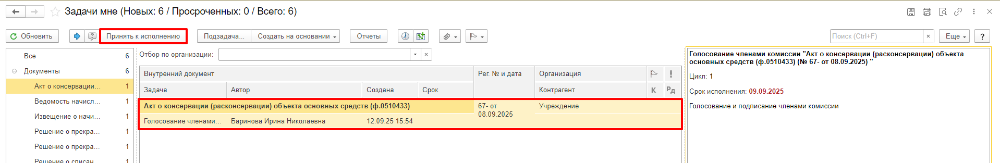 Задачи мне (Новых: 6 / Просроченных: 0 / Всего: 6)
Обновить Принять к исполнению Подзадача... Создать на основании Отчеты Поиск (Ctrl+F) × Еще ?
Все 6
Документы 6
Акт о консервации... 1
Ведомость начисл... 1
Извещение о начи... 1
Решение о прекра... 1
Решение о прекра... 1
Решение о списан 1
Отбор по организации:
Внутренний документ Рег. № и дата Организация
Задача Автор Создана Срок Контрагент К Рд
Акт о консервации (расконсервации) объекта основных средств (ф.0510433) 67- от 08.09.2025 Учреждение
Голосование членами... Баринова Ирина Николаевна 12.09.25 15:54
Голосование членами комиссии "Акт о консервации (расконсервации) объекта
основных средств (ф.0510433) (№ 67- от 08.09.2025) "
Цикл: 1
Срок исполнения: 09.09.2025
Голосование и подписание членами комиссии